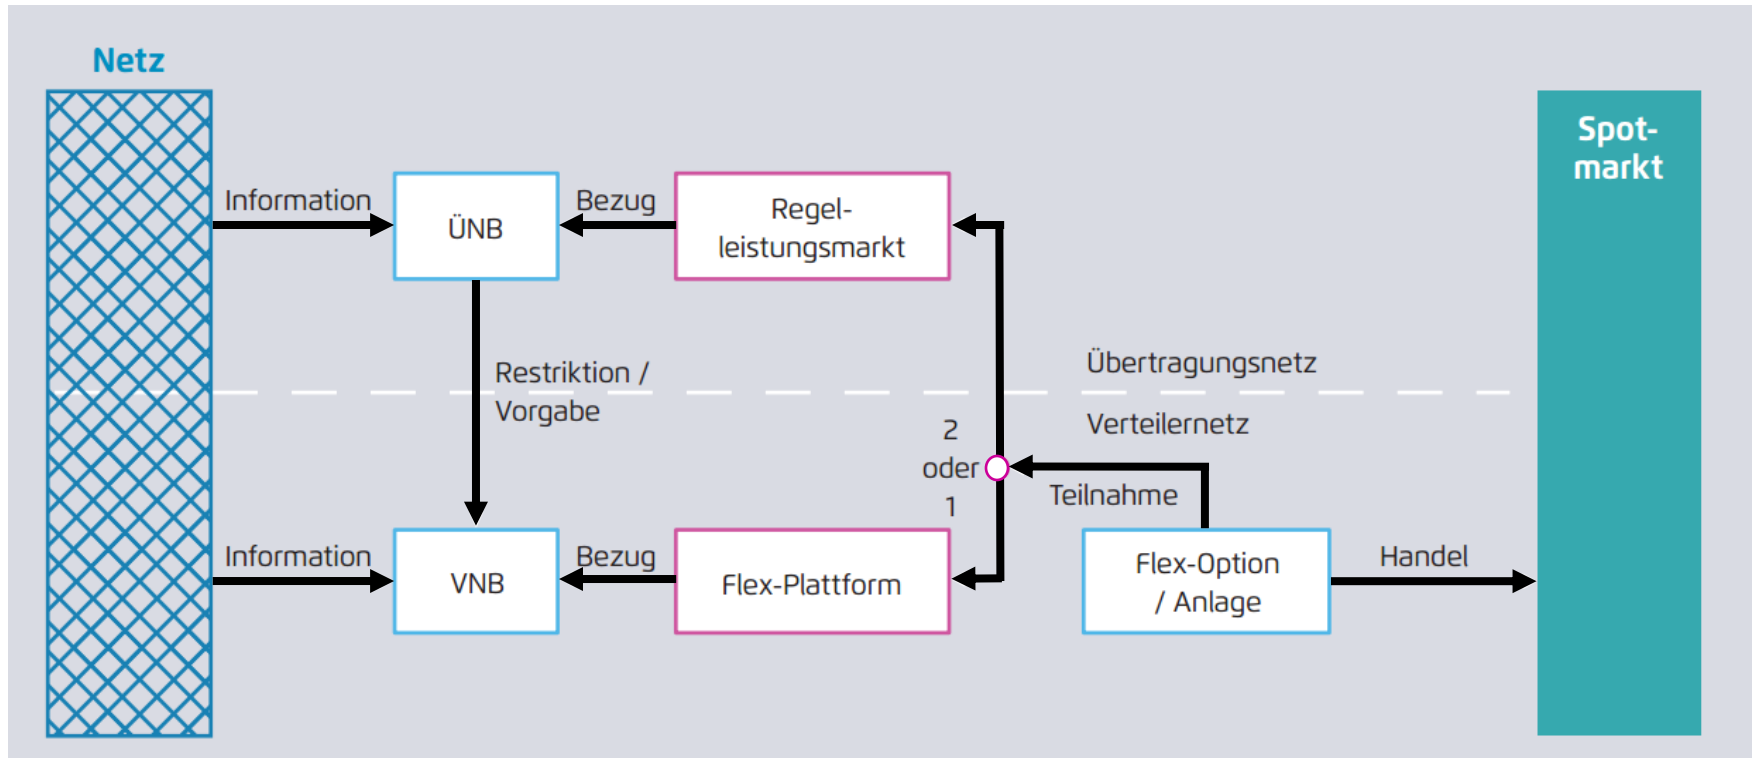 Netz
Spot-
markt
Information
ÜNB
Bezug
Regel-
leistungsmarkt
Restriktion /
Vorgabe
Übertragungsnetz
Verteilernetz
2
oder
1
Teilnahme
Information
VNB
Bezug
Flex-Plattform
Flex-Option
/ Anlage
Handel